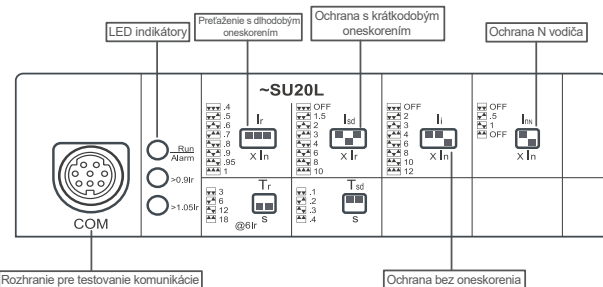 LED indikátory
Preťaženie s dlhodobým
oneskorením
Ochrana s krátkodobým
oneskorením
Ochrana N vodiča
~SU20L
.4
.5
.6
.7
.8
.9
.95
1
Ir
X In
OFF
1.5
2
3
4
6
8
10
Isd
X Ir
OFF
2
3
4
6
8
10
12
Ii
X In
OFF
.5
1
OFF
INN
X In
Run
Alarm
>0.9Ir
>1.05Ir
COM
3
6
12
18
Tr
S
@6Ir
.1
.2
.3
.4
Tsd
S
Rozhranie pre testovanie komunikácie
Ochrana bez oneskorenia